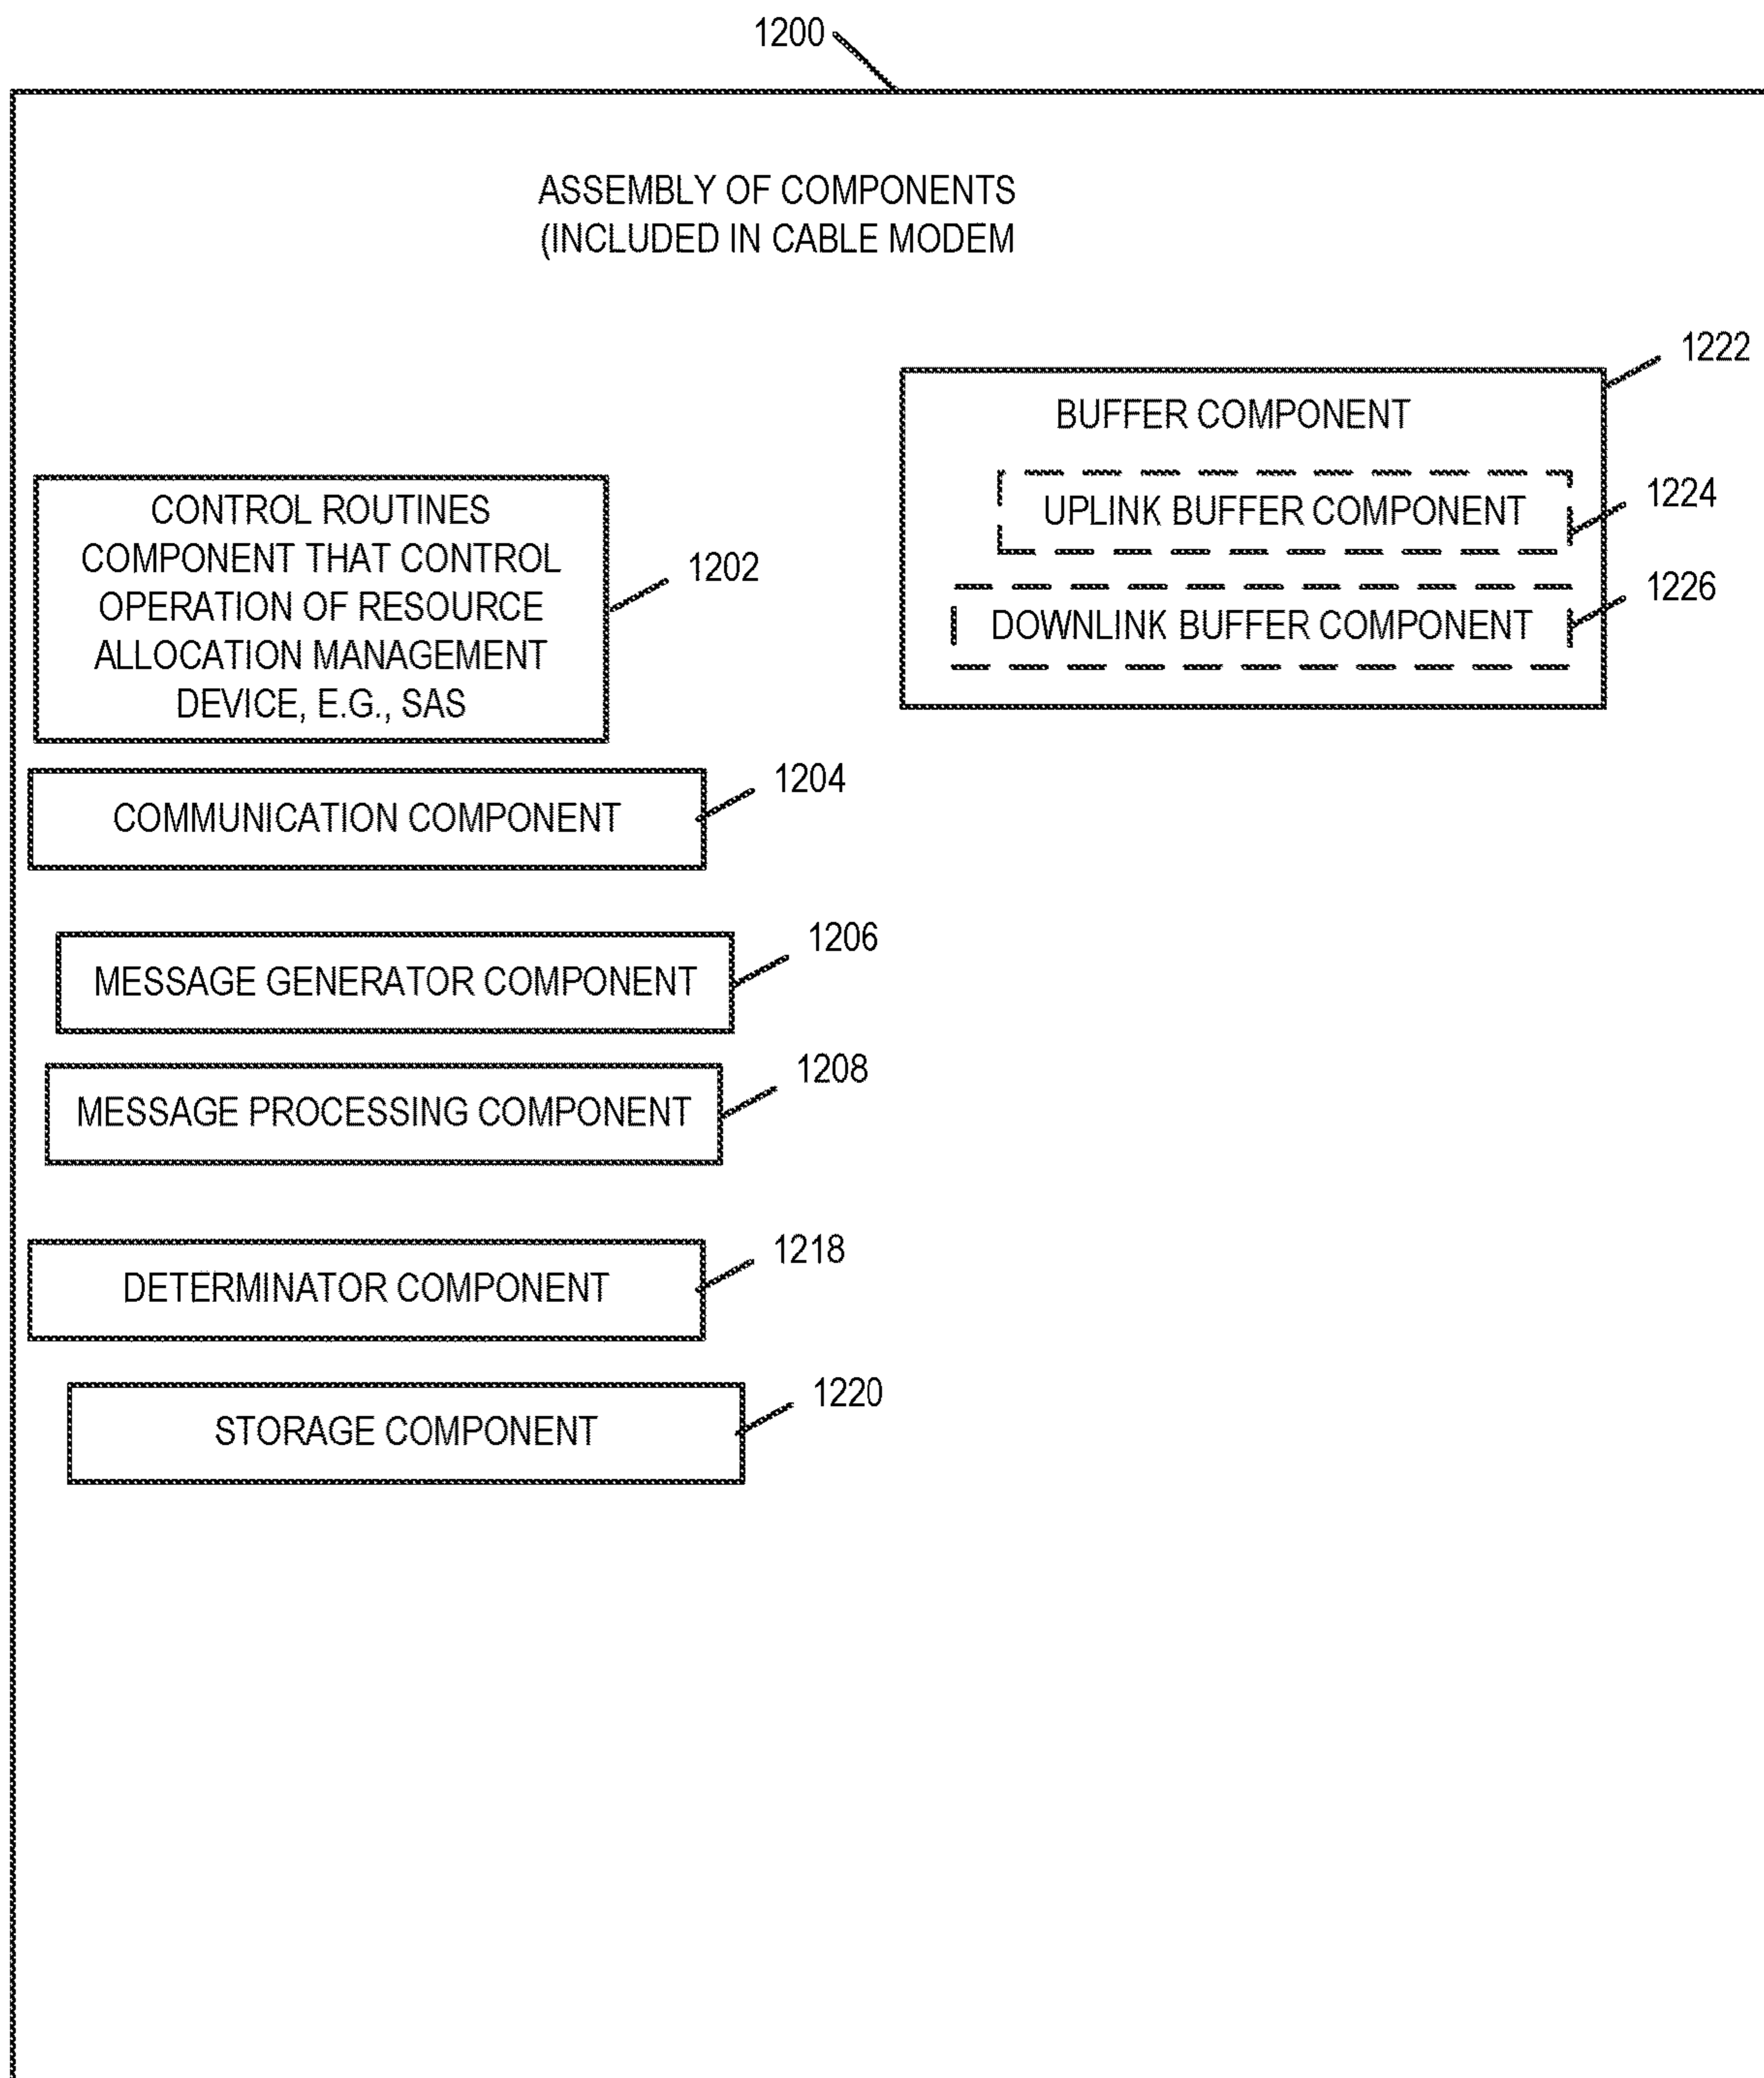 1200
ASSEMBLY OF COMPONENTS
(INCLUDED IN CABLE MODEM
1222
BUFFER COMPONENT
UPLINK BUFFER COMPONENT
1224
DOWNLINK BUFFER COMPONENT
1226
CONTROL ROUTINES
COMPONENT THAT CONTROL
OPERATION OF RESOURCE
ALLOCATION MANAGEMENT
DEVICE, E.G., SAS
1202
COMMUNICATION COMPONENT
1204
MESSAGE GENERATOR COMPONENT
1206
MESSAGE PROCESSING COMPONENT
1208
DETERMINATOR COMPONENT
1218
STORAGE COMPONENT
1220